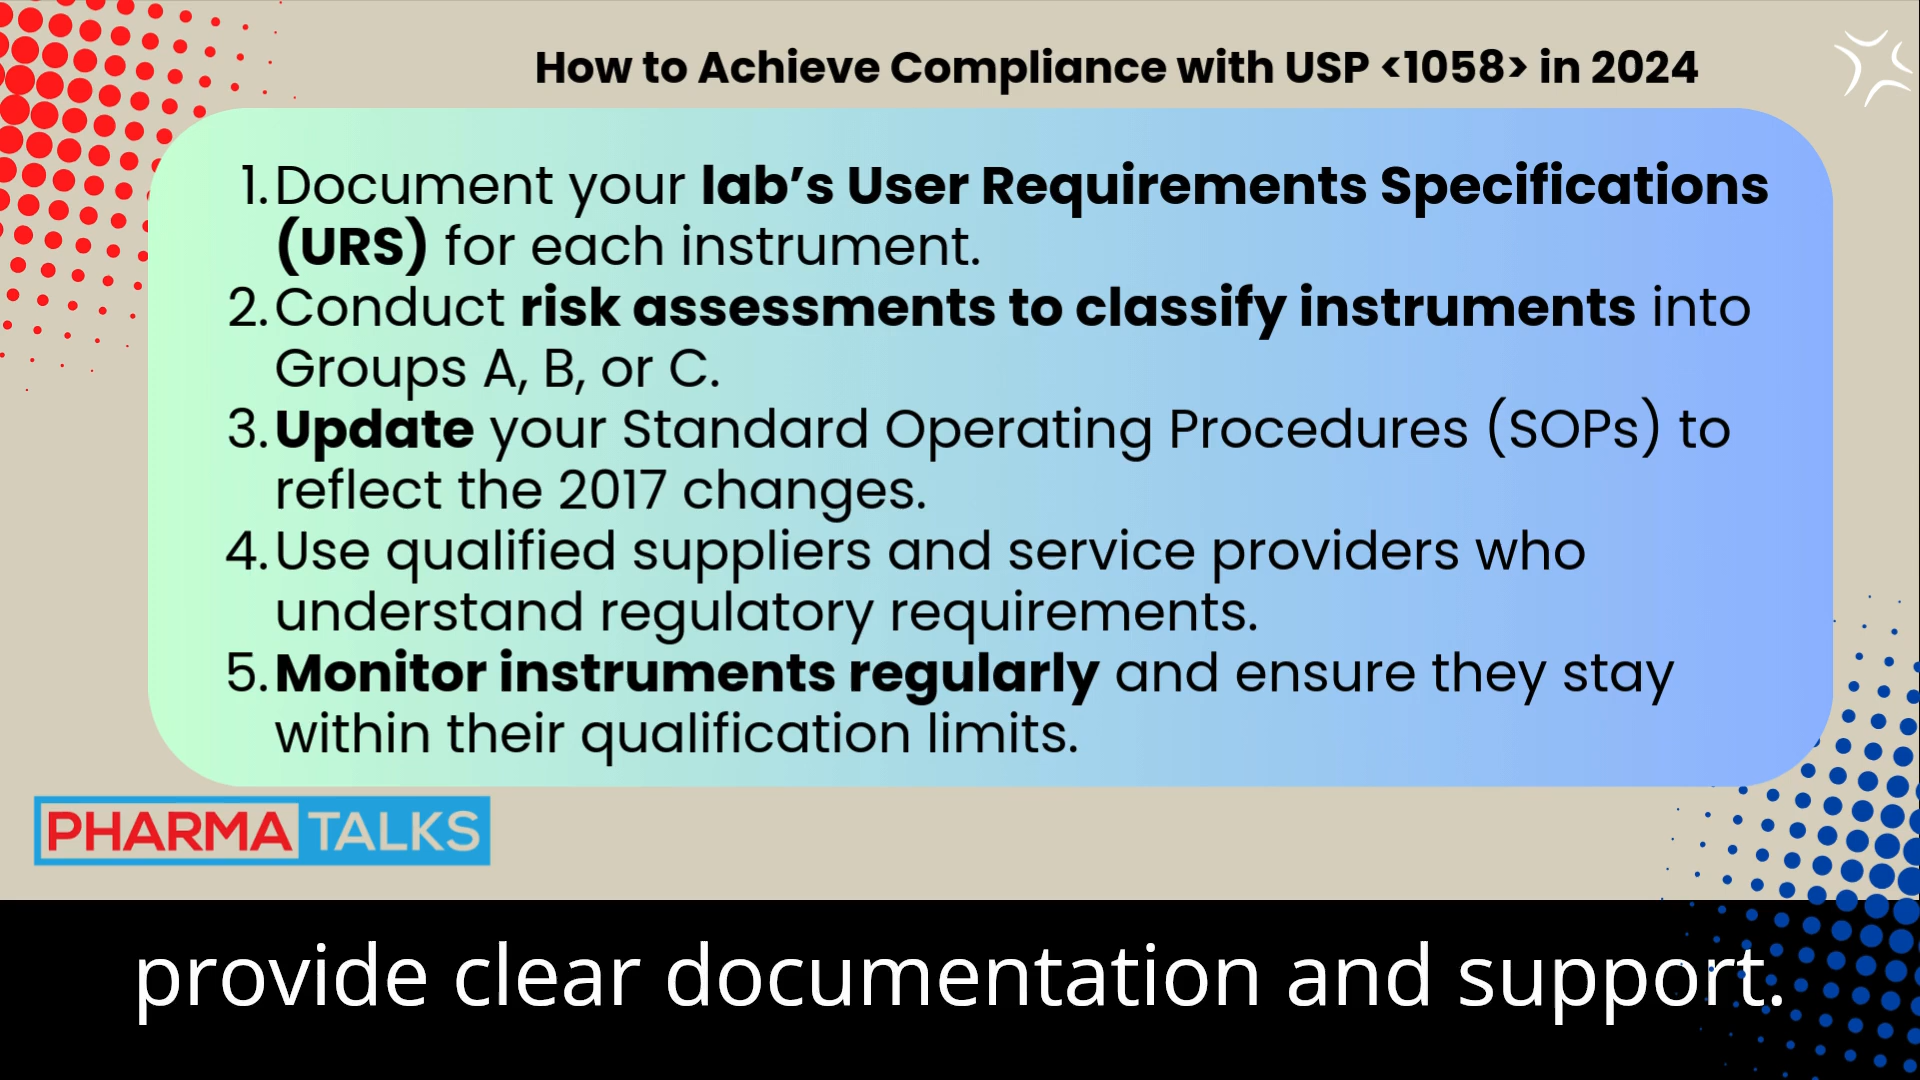 How to Achieve Compliance with USP <1058> in 2024
1. Document your lab’s User Requirements Specifications
(URS) for each instrument.
2. Conduct risk assessments to classify instruments into
Groups A, B, or C.
3. Update your Standard Operating Procedures (SOPs) to
reflect the 2017 changes.
4. Use qualified suppliers and service providers who
understand regulatory requirements.
5. Monitor instruments regularly and ensure they stay
within their qualification limits.
PHARMA TALKS
provide clear documentation and support.